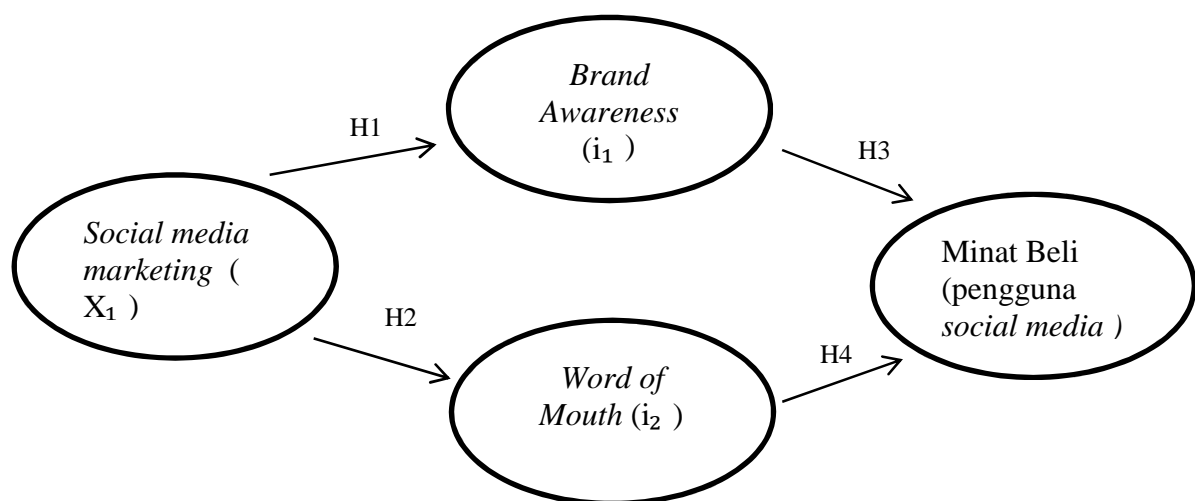 Brand
Awareness
(i₁ )
H1
H3
Social media
marketing (
X₁ )
Minat Beli
(pengguna
social media )
H2
H4
Word of
Mouth (i₂ )